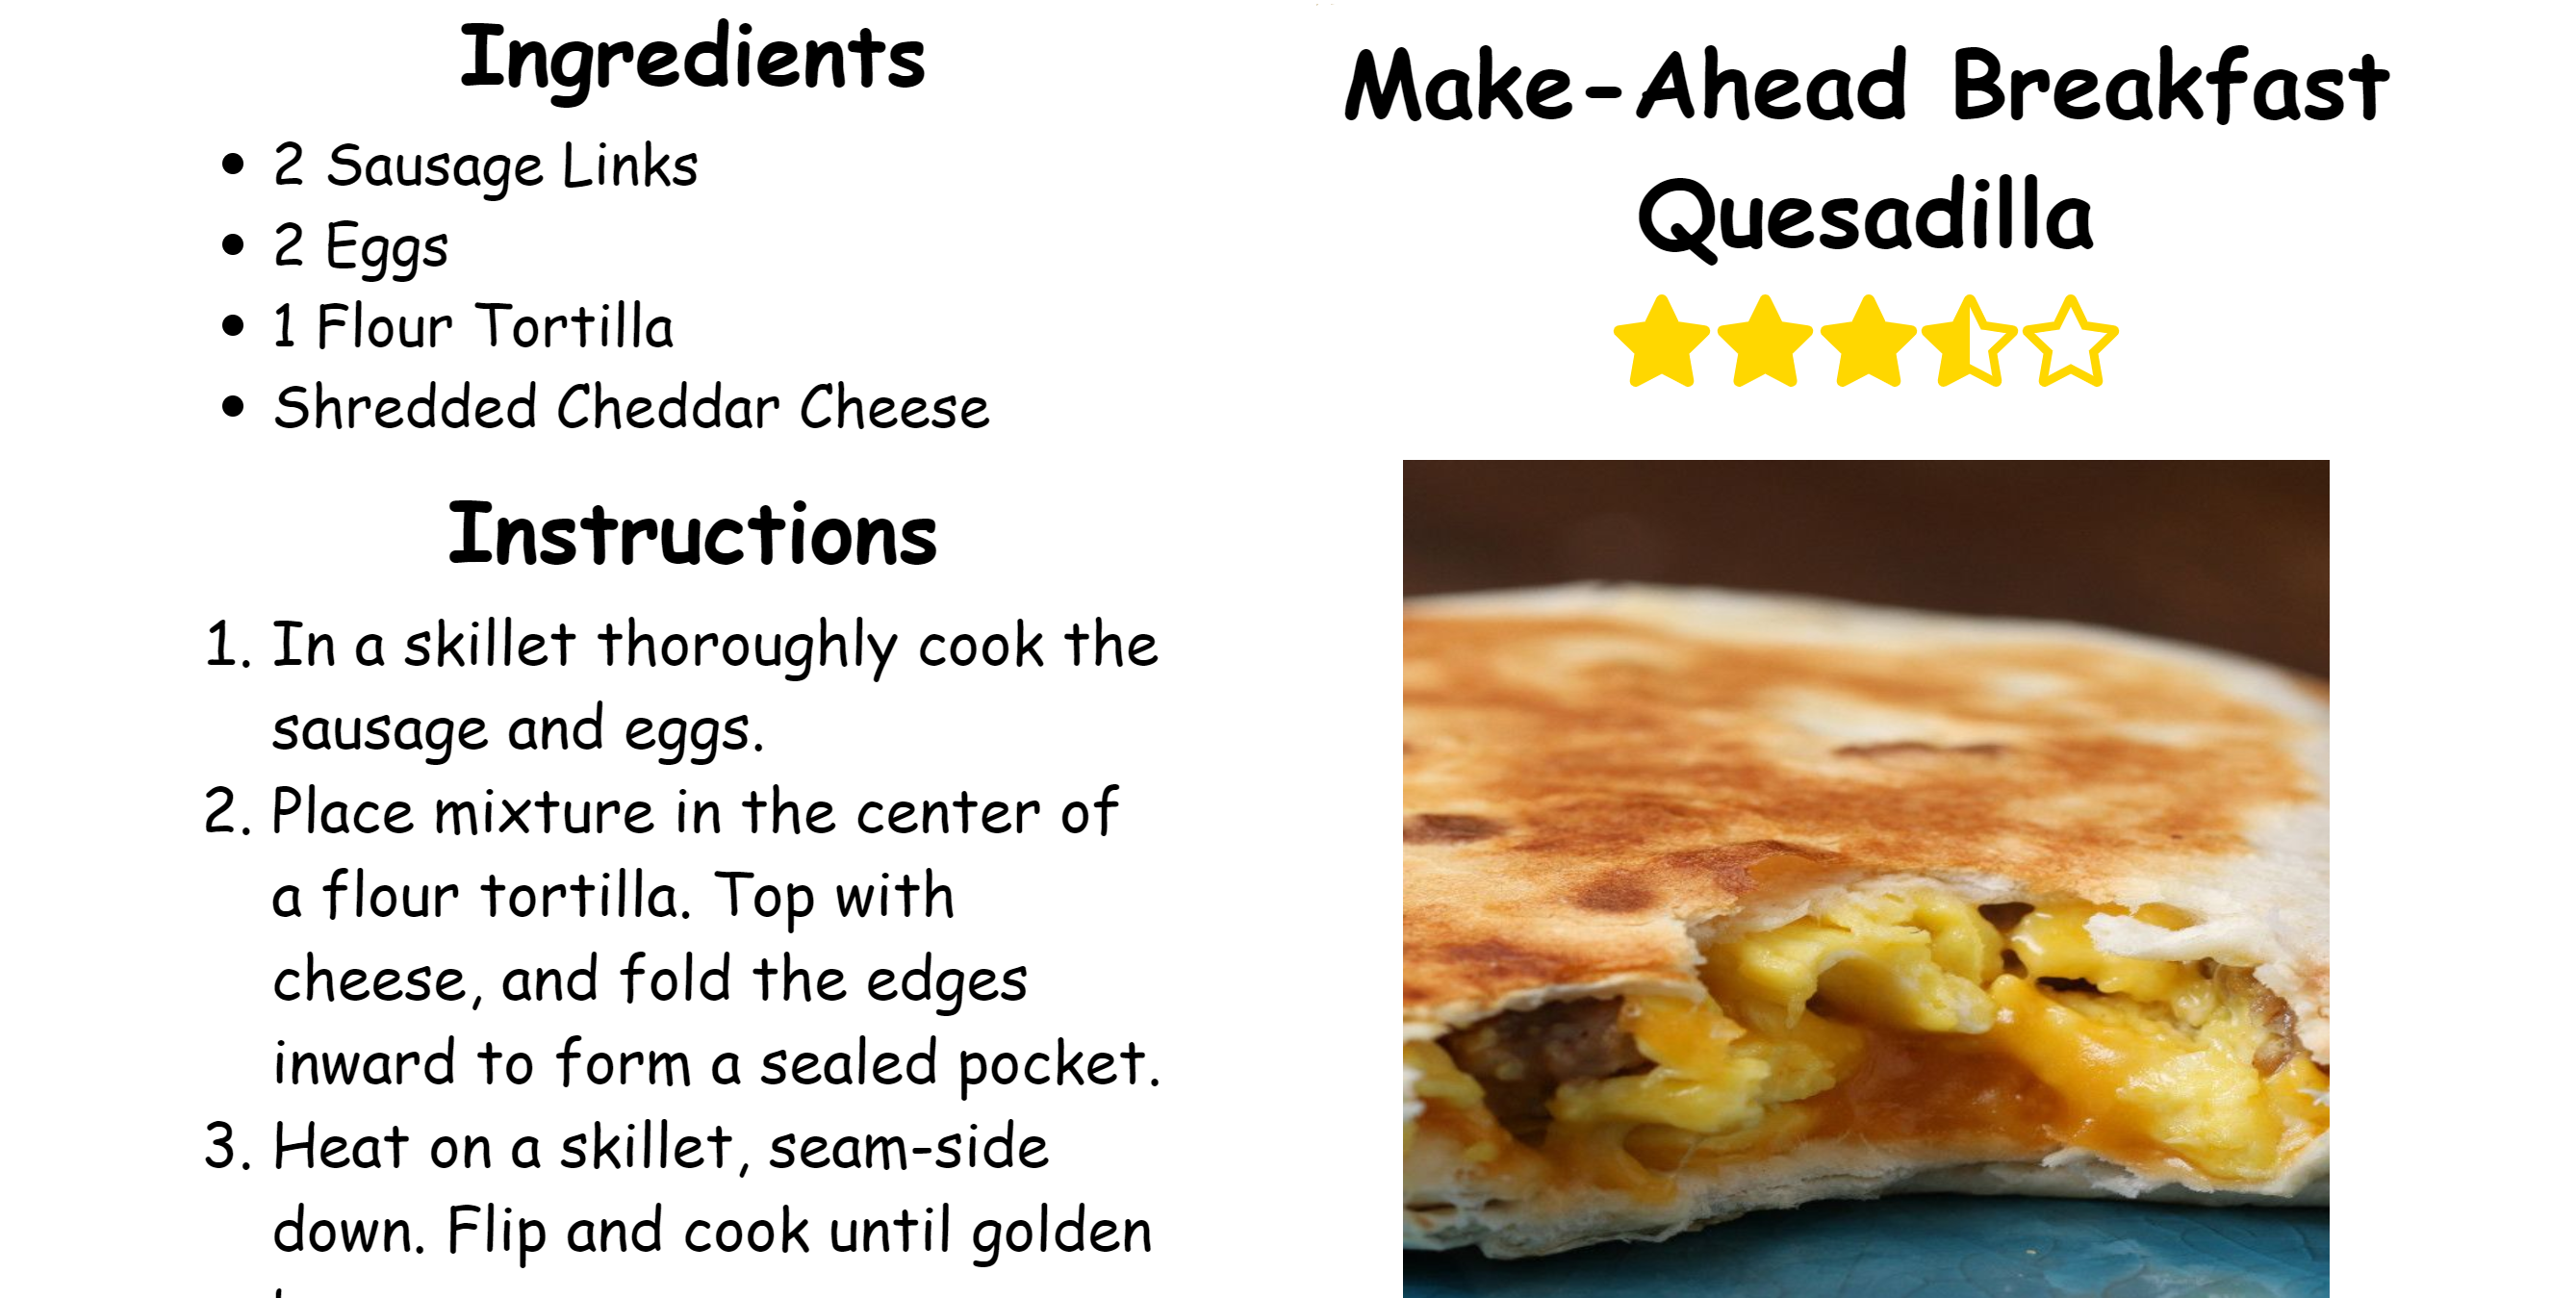 Ingredients
• 2 Sausage Links
• 2 Eggs
• 1 Flour Tortilla
• Shredded Cheddar Cheese
Instructions
1. In a skillet thoroughly cook the
sausage and eggs.
2. Place mixture in the center of
a flour tortilla. Top with
cheese, and fold the edges
inward to form a sealed pocket.
3. Heat on a skillet, seam-side
down. Flip and cook until golden
Make-Ahead Breakfast
Quesadilla